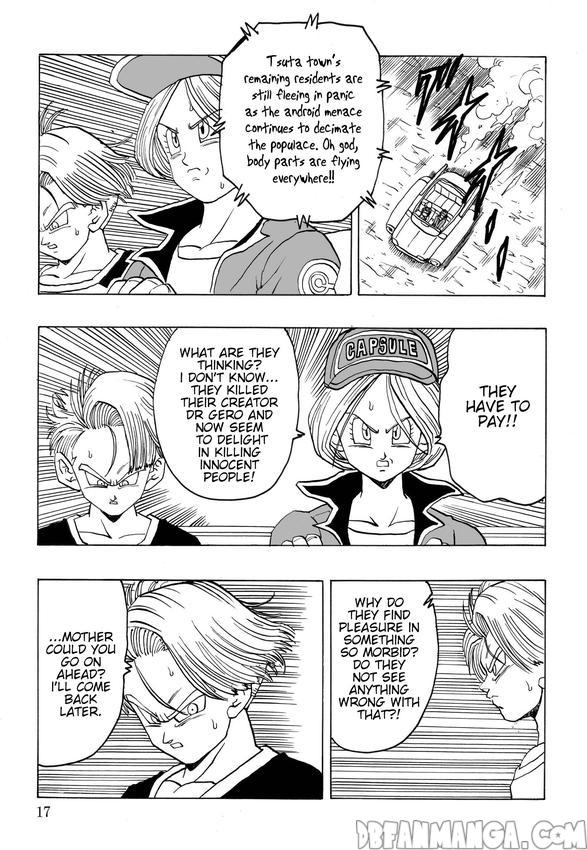 Tsuta town's
remaining residents are
still fleeing in panic
as the android menace
continues to decimate
the populace. Oh god,
body parts are flying
everywhere!!
THEY
HAVE TO
PAY!!
CAPSULE
WHAT ARE THEY
THINKING?
I DON'T KNOW...
THEY KILLED
THEIR CREATOR
DR GERO AND
NOW SEEM
TO DELIGHT
IN KILLING
INNOCENT
PEOPLE!
WHY DO
THEY FIND
PLEASURE IN
SOMETHING
SO MORBID?
DO THEY
NOT SEE
ANYTHING
WRONG WITH
THAT?!
...MOTHER
COULD YOU
GO ON
AHEAD?
I'LL COME
BACK
LATER.
17
DBFANMANGA.COM